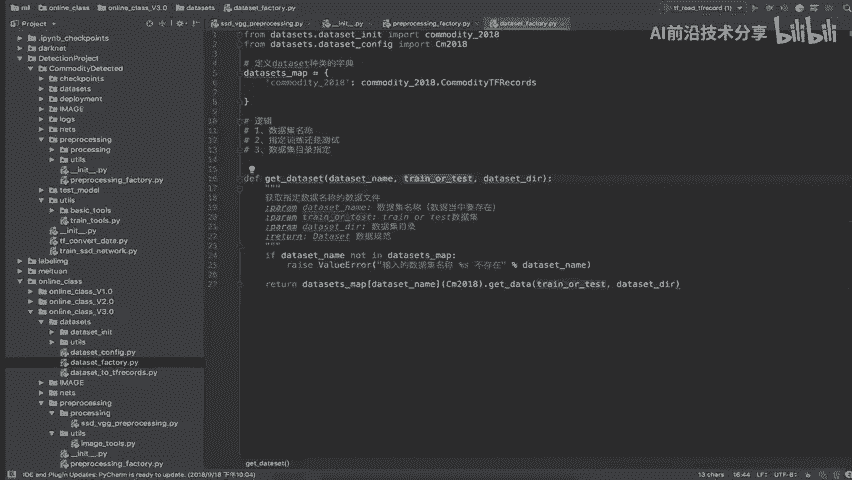 mil online_class online_class_V3.0 datasets dataset_factory.py
tf_read_tfrecord (1)
Project
ssd_vgg_preprocessing.py
__init__.py
preprocessing_factory.py
dataset_factory.py
AI前沿技术分享 bilibili
.ipynb_checkpoints
darknet
DetectionProject
CommodityDetected
checkpoints
datasets
deployment
IMAGE
logs
nets
preprocessing
processing
utils
__init__.py
preprocessing_factory.py
test_model
utils
basic_tools
train_tools.py
__init__.py
tf_convert_data.py
train_ssd_network.py
labelimg
meituan
online_class
online_class_V1.0
online_class_V2.0
online_class_V3.0
datasets
dataset_init
utils
dataset_config.py
dataset_factory.py
dataset_to_tfrecords.py
IMAGE
nets
preprocessing
processing
ssd_vgg_preprocessing.py
utils
image_tools.py
__init__.py
preprocessing_factory.py
from datasets.dataset_init import commodity_2018
from datasets.dataset_config import Cm2018
# 定义dataset种类的字典
datasets_map = {
'commodity_2018': commodity_2018.CommodityTFRecords
}
# 逻辑
# 1、数据集名称
# 2、指定训练还是测试
# 3、数据集目录指定
def get_dataset(dataset_name, train_or_test, dataset_dir):
"""
获取指定数据名称的数据文件
:param dataset_name: 数据集名称（数据当中要存在）
:param train_or_test: train or test数据集
:param dataset_dir: 数据集目录
:return: Dataset 数据规范
"""
if dataset_name not in datasets_map:
raise ValueError("输入的数据集名称 %s 不存在" % dataset_name)
return datasets_map[dataset_name](Cm2018).get_data(train_or_test, dataset_dir)
get_dataset()
IDE and Plugin Updates: PyCharm is ready to update. (2018/9/18 下午10:04)
13 chars 16:44 LF÷ UTF-8÷